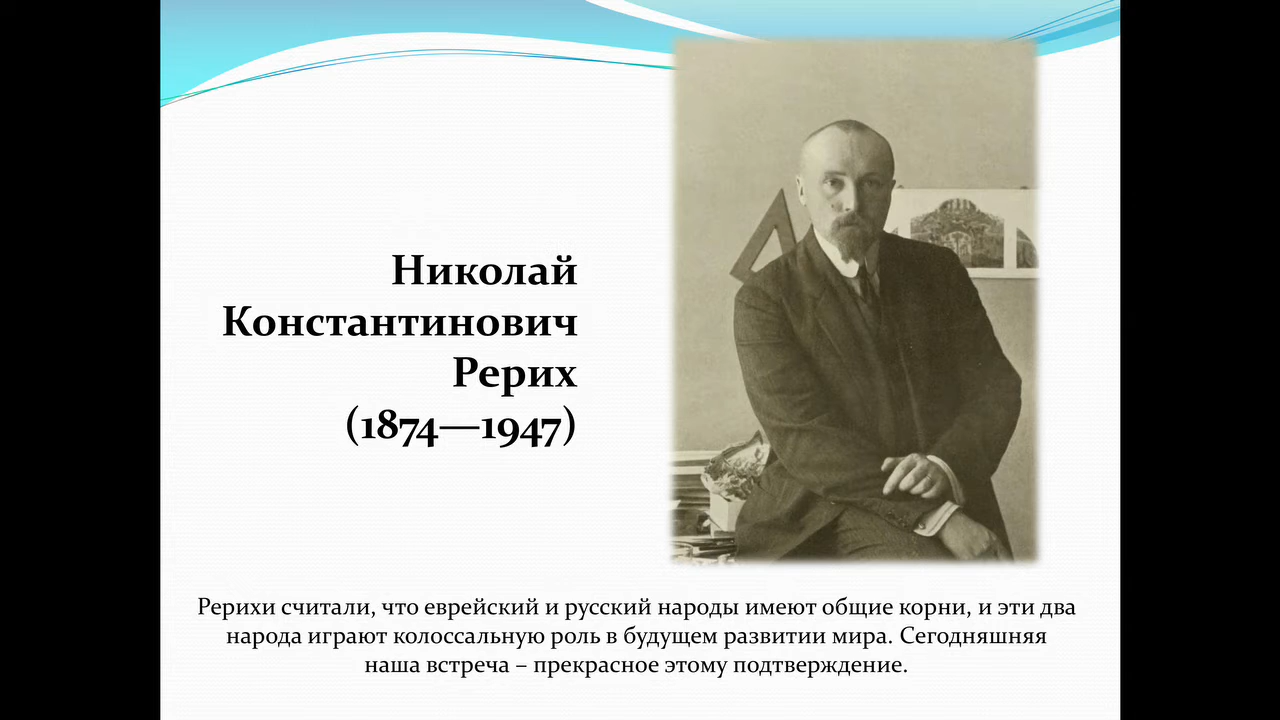 Николай
Константинович
Рерих
(1874—1947)
Рерихи считали, что еврейский и русский народы имеют общие корни, и эти два
народа играют колоссальную роль в будущем развитии мира. Сегодняшняя
наша встреча – прекрасное этому подтверждение.